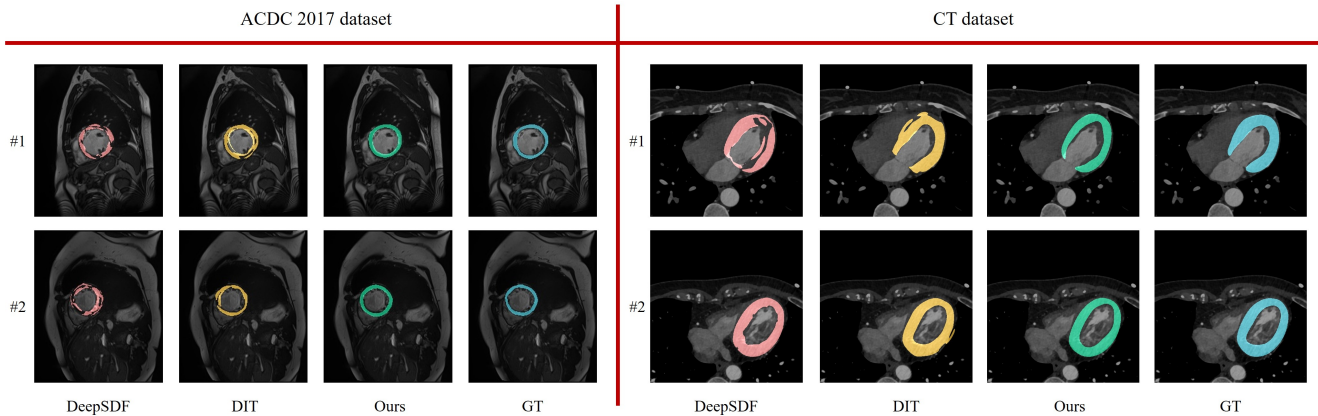 ACDC 2017 dataset
CT dataset
#1
#1
#2
#2
DeepSDF
DIT
Ours
GT
DeepSDF
DIT
Ours
GT